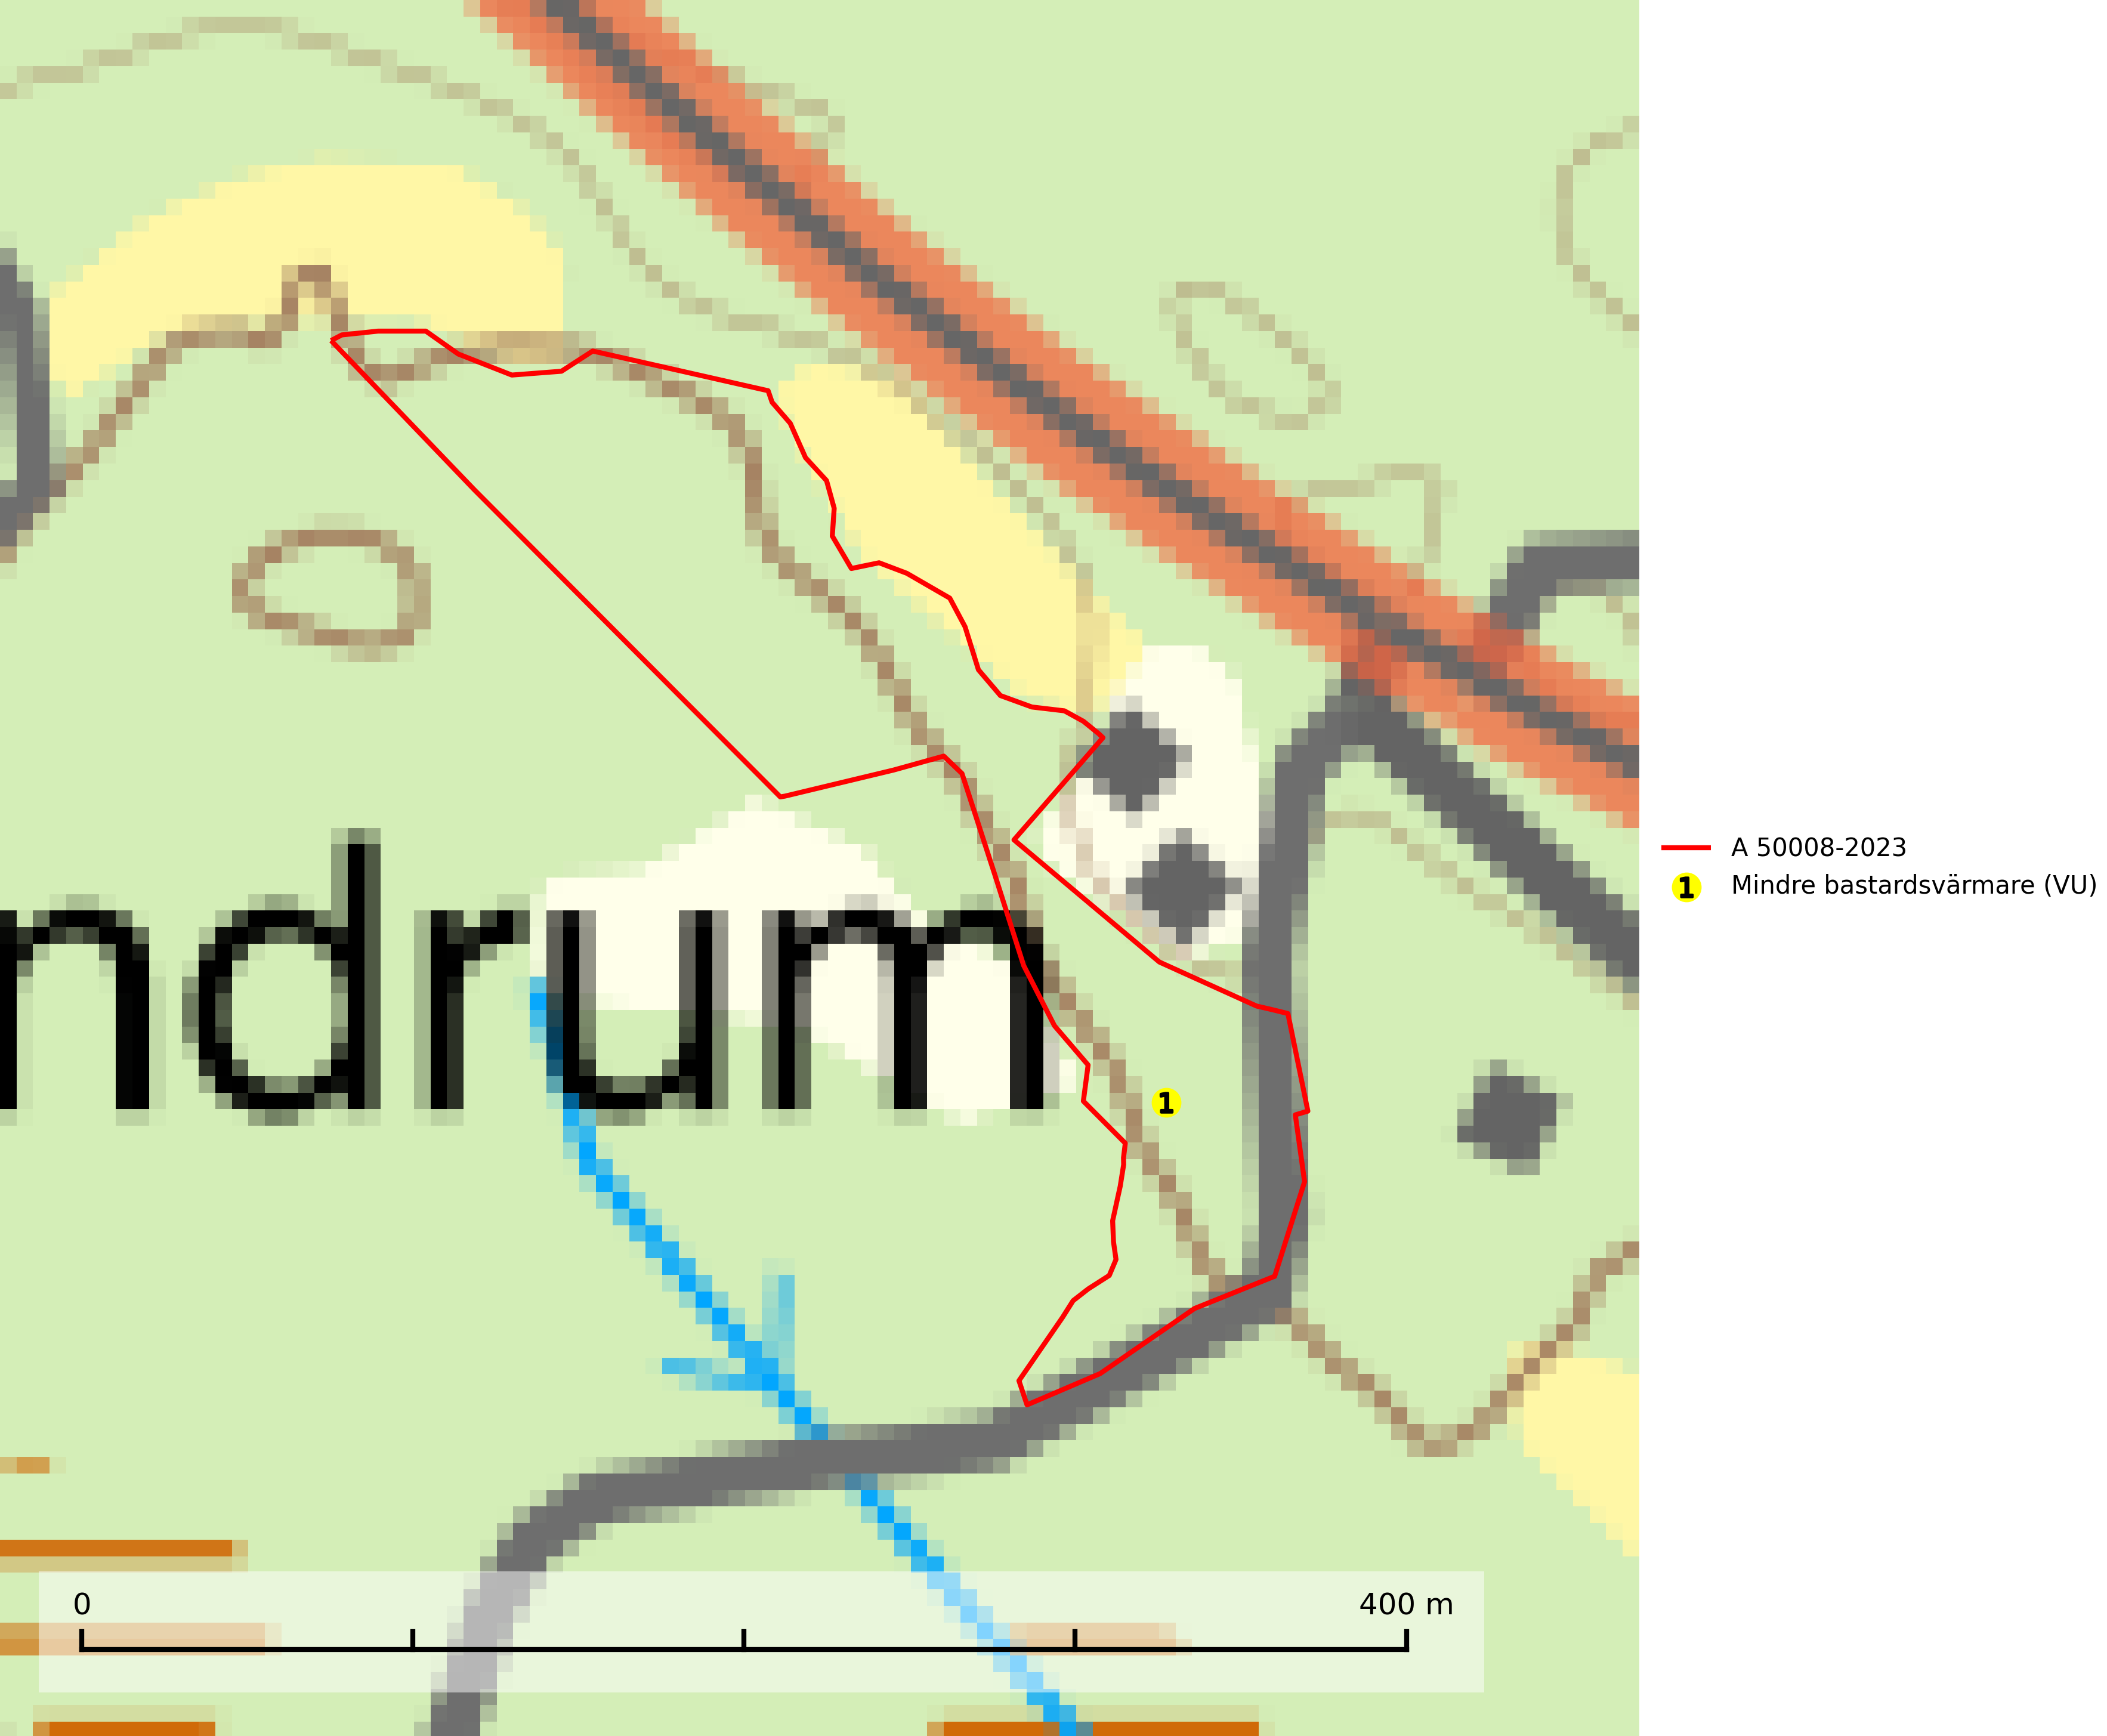 A 50008-2023
1 Mindre bastardsvärmare (VU)
ndrum
1
0 400 m